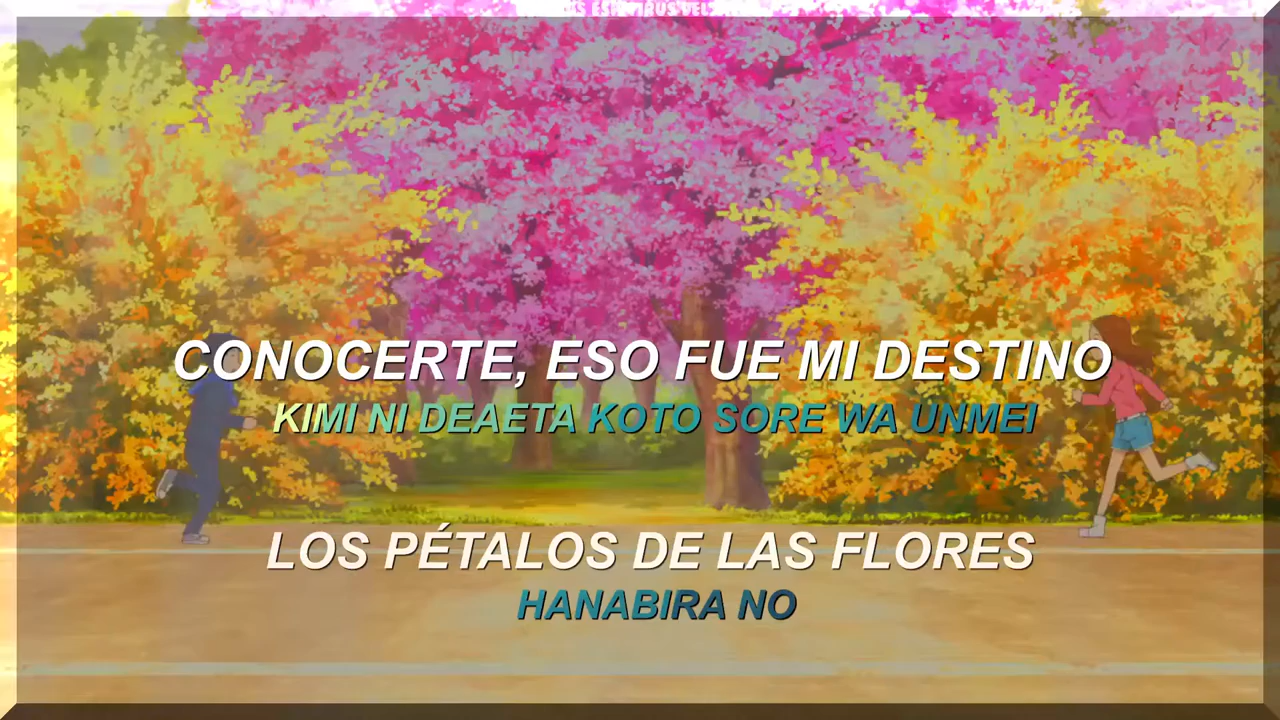 CONOCERTE, ESO FUE MI DESTINO
KIMI NI DEAETA KOTO SORE WA UNMEI
LOS PÉTALOS DE LAS FLORES
HANABIRA NO